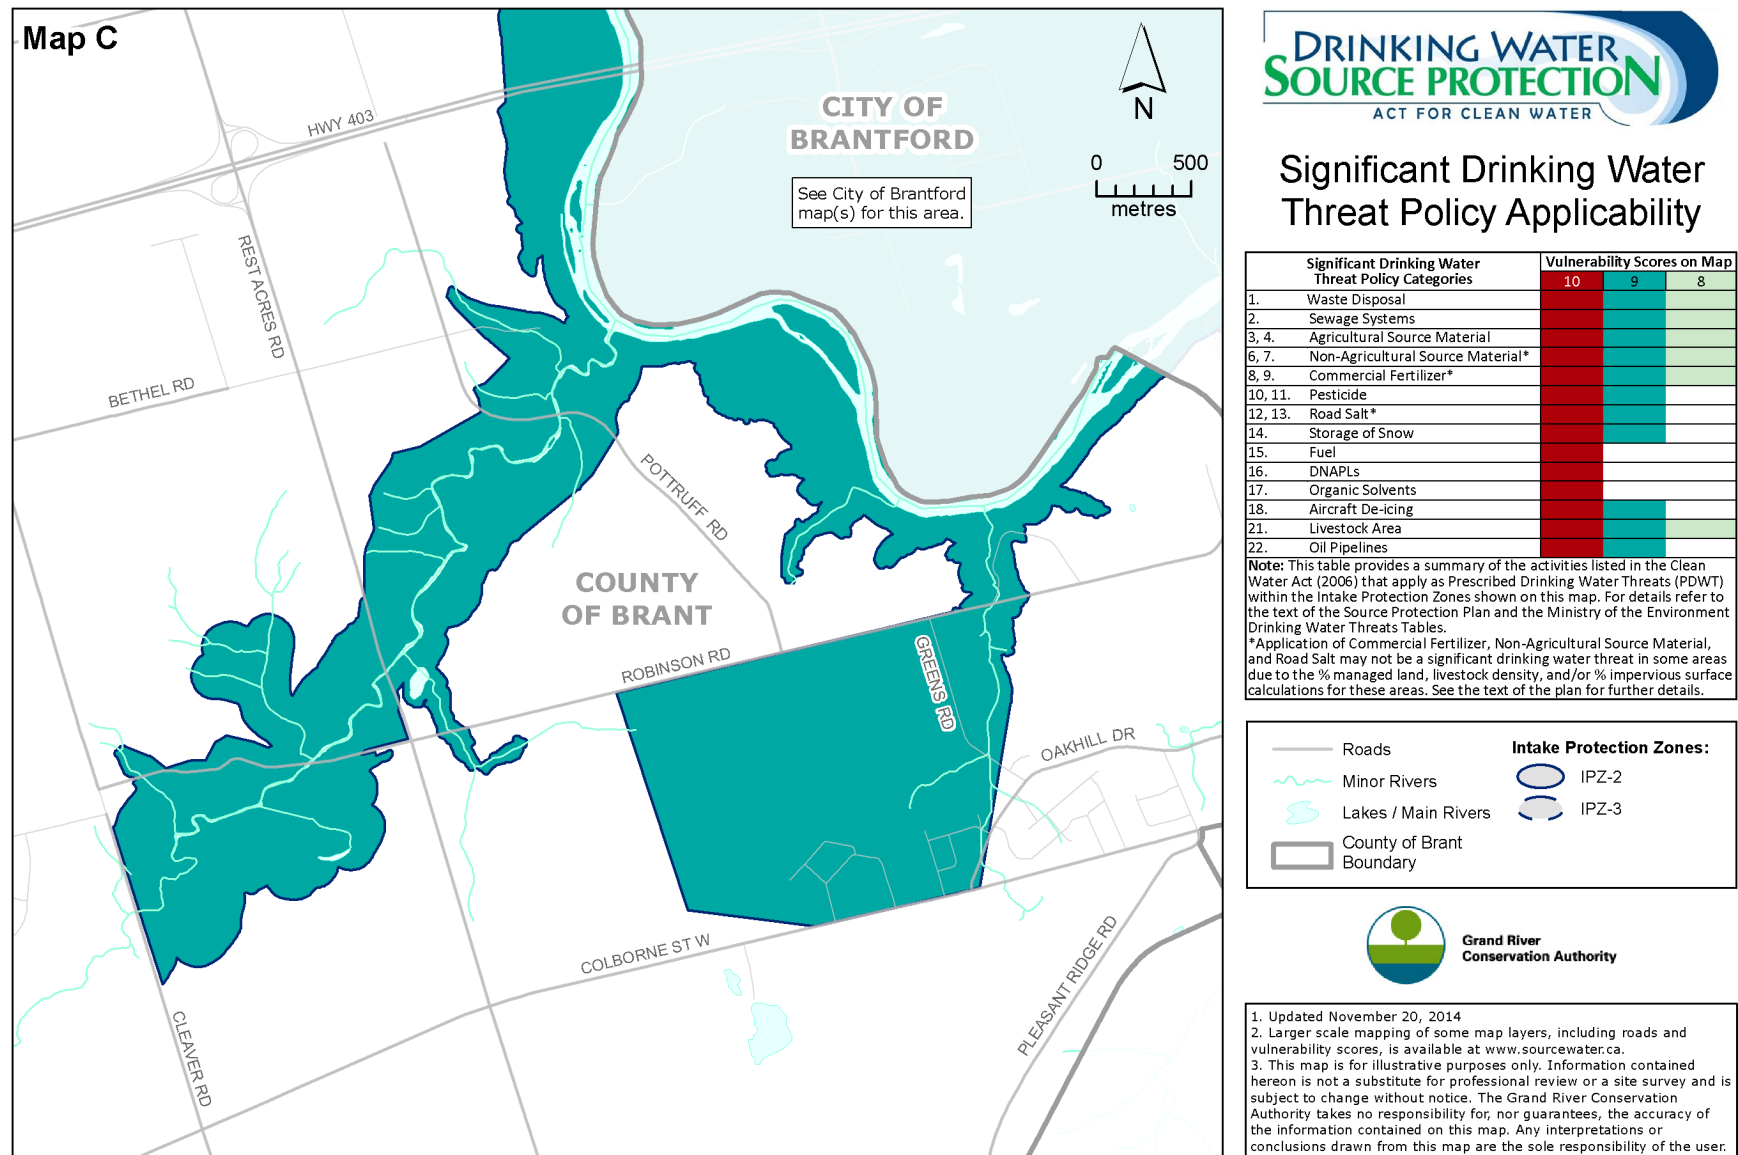 Map C
HWY 403
REST ACRES RD
BETHEL RD
POTTRUFF RD
ROBINSON RD
GREENS RD
OAKHILL DR
COLBORNE ST W
PLEASANT RIDGE RD
CLEAVER RD
CITY OF
BRANTFORD
See City of Brantford
map(s) for this area.
COUNTY
OF BRANT
N
0 500
metres
DRINKING WATER
SOURCE PROTECTION
ACT FOR CLEAN WATER
Significant Drinking Water
Threat Policy Applicability
Significant Drinking Water
Threat Policy Categories
Vulnerability Scores on Map
10 9 8
1. Waste Disposal
2. Sewage Systems
3, 4. Agricultural Source Material
6, 7. Non-Agricultural Source Material*
8, 9. Commercial Fertilizer*
10, 11. Pesticide
12, 13. Road Salt*
14. Storage of Snow
15. Fuel
16. DNAPLs
17. Organic Solvents
18. Aircraft De-icing
21. Livestock Area
22. Oil Pipelines
Note: This table provides a summary of the activities listed in the Clean
Water Act (2006) that apply as Prescribed Drinking Water Threats (PDWT)
within the Intake Protection Zones shown on this map. For details refer to
the text of the Source Protection Plan and the Ministry of the Environment
Drinking Water Threats Tables.
*Application of Commercial Fertilizer, Non-Agricultural Source Material,
and Road Salt may not be a significant drinking water threat in some areas
due to the % managed land, livestock density, and/or % impervious surface
calculations for these areas. See the text of the plan for further details.
Roads
Minor Rivers
Lakes / Main Rivers
County of Brant
Boundary
Intake Protection Zones:
IPZ-2
IPZ-3
Grand River
Conservation Authority
1. Updated November 20, 2014
2. Larger scale mapping of some map layers, including roads and
vulnerability scores, is available at www.sourcewater.ca.
3. This map is for illustrative purposes only. Information contained
hereon is not a substitute for professional review or a site survey and is
subject to change without notice. The Grand River Conservation
Authority takes no responsibility for, nor guarantees, the accuracy of
the information contained on this map. Any interpretations or
conclusions drawn from this map are the sole responsibility of the user.